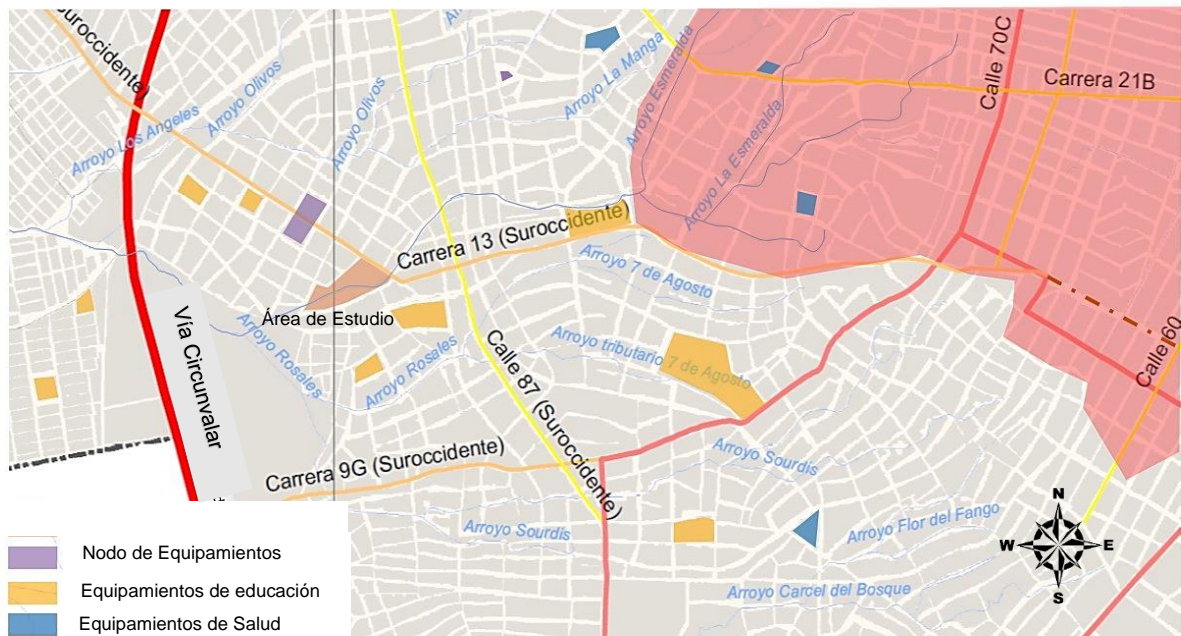 Suroccidente)
Arroyo Los Angeles
Arroyo Olivos
Arroyo Olivos
Arroyo La Manga
Arroyo Esmeralda
Arroyo La Esmeralda
Calle 70C
Carrera 21B
Carrera 13 (Suroccidente)
Área de Estudio
Arroyo 7 de Agosto
Vía Circunvalar
Arroyo Rosales
Arroyo Rosales
Arroyo tributario 7 de Agosto
Calle 87 (Suroccidente)
Calle 60
Carrera 9G (Suroccidente)
Arroyo Sourdis
Arroyo Sourdis
Arroyo Flor del Fango
Arroyo Carcel del Bosque
N
W
E
S
Nodo de Equipamientos
Equipamientos de educación
Equipamientos de Salud